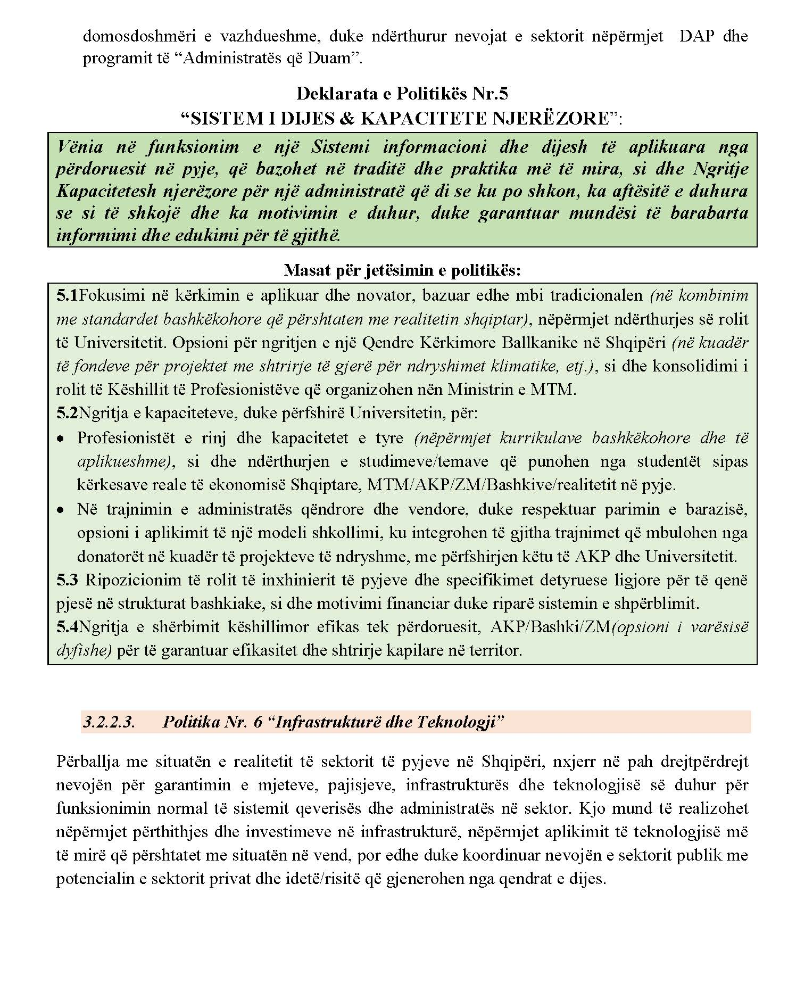 domosdoshmëri e vazhdueshme, duke ndërthurur nevojat e sektorit nëpërmjet DAP dhe
programit të “Administratës që Duam”.
Deklarata e Politikës Nr.5
“SISTEM I DIJES & KAPACITETE NJERËZORE”:
Vënia në funksionim e një Sistemi informacioni dhe dijesh të aplikuara nga
përdoruesit në pyje, që bazohet në traditë dhe praktika më të mira, si dhe Ngritje
Kapacitetesh njerëzore për një administratë që di se ku po shkon, ka aftësitë e duhura
se si të shkojë dhe ka motivimin e duhur, duke garantuar mundësi të barabarta
informimi dhe edukimi për të gjithë.
Masat për jetësimin e politikës:
5.1Fokusimi në kërkimin e aplikuar dhe novator, bazuar edhe mbi tradicionalen (në kombinim
me standardet bashkëkohore që përshtaten me realitetin shqiptar), nëpërmjet ndërthurjes së rolit
të Universitetit. Opsioni për ngritjen e një Qendre Kërkimore Ballkanike në Shqipëri (në kuadër
të fondeve për projektet me shtrirje të gjerë për ndryshimet klimatike, etj.), si dhe konsolidimi i
rolit të Këshillit të Profesionistëve që organizohen nën Ministrin e MTM.
5.2Ngritja e kapaciteteve, duke përfshirë Universitetin, për:
• Profesionistët e rinj dhe kapacitetet e tyre (nëpërmjet kurrikulave bashkëkohore dhe të
aplikueshme), si dhe ndërthurjen e studimeve/temave që punohen nga studentët sipas
kërkesave reale të ekonomisë Shqiptare, MTM/AKP/ZM/Bashkive/realitetit në pyje.
• Në trajnimin e administratës qëndrore dhe vendore, duke respektuar parimin e barazisë,
opsioni i aplikimit të një modeli shkollimi, ku integrohen të gjitha trajnimet që mbulohen nga
donatorët në kuadër të projekteve të ndryshme, me përfshirjen këtu të AKP dhe Universitetit.
5.3 Ripozicionim të rolit të inxhinierit të pyjeve dhe specifikimet detyruese ligjore për të qenë
pjesë në strukturat bashkiake, si dhe motivimi financiar duke riparë sistemin e shpërblimit.
5.4Ngritja e shërbimit këshillimor efikas tek përdoruesit, AKP/Bashki/ZM(opsioni i varësisë
dyfishe) për të garantuar efikasitet dhe shtrirje kapilare në territor.
3.2.2.3. Politika Nr. 6 “Infrastrukturë dhe Teknologji”
Përballja me situatën e realitetit të sektorit të pyjeve në Shqipëri, nxjerr në pah drejtpërdrejt
nevojën për garantimin e mjeteve, pajisjeve, infrastrukturës dhe teknologjisë së duhur për
funksionimin normal të sistemit qeverisës dhe administratës në sektor. Kjo mund të realizohet
nëpërmjet përthithjes dhe investimeve në infrastrukturë, nëpërmjet aplikimit të teknologjisë më
të mirë që përshtatet me situatën në vend, por edhe duke koordinuar nevojën e sektorit publik me
potencialin e sektorit privat dhe idetë/risitë që gjenerohen nga qendrat e dijes.